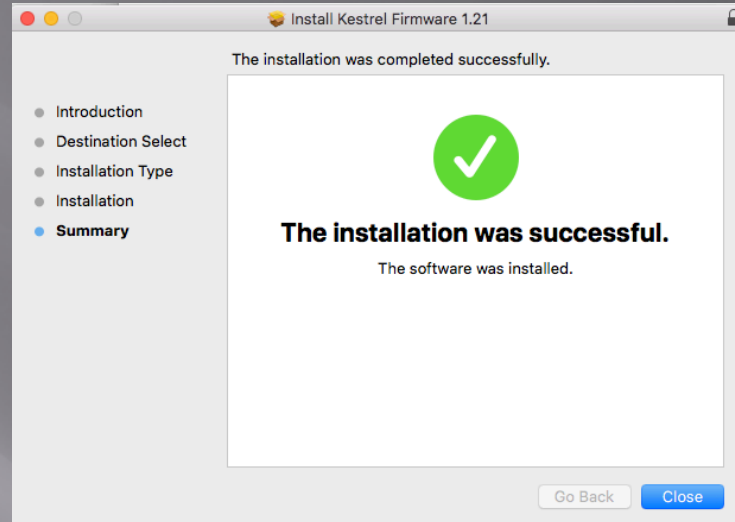 Install Kestrel Firmware 1.21
The installation was completed successfully.
Introduction
Destination Select
Installation Type
Installation
Summary
The installation was successful.
The software was installed.
Go Back
Close